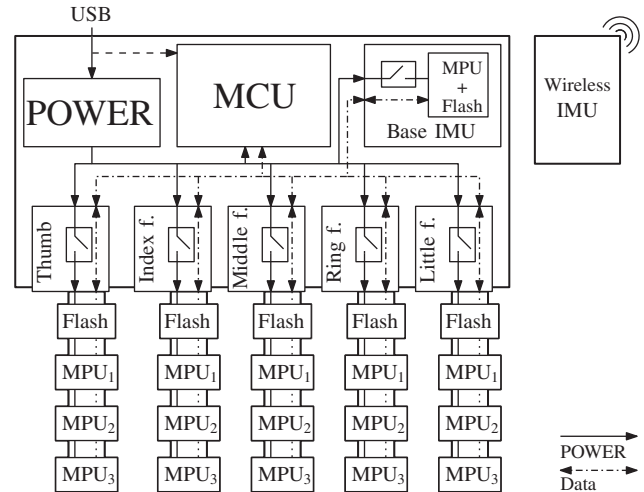 USB
POWER
MCU
MPU
+
Flash
Base IMU
Wireless
IMU
Thumb
Index f.
Middle f.
Ring f.
Little f.
Flash
Flash
Flash
Flash
Flash
MPU1
MPU1
MPU1
MPU1
MPU1
MPU2
MPU2
MPU2
MPU2
MPU2
MPU3
MPU3
MPU3
MPU3
MPU3
POWER
Data